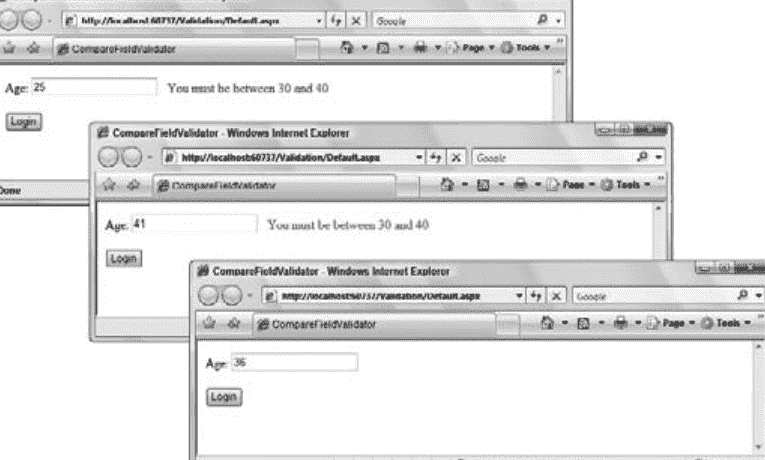 http://localhost:60737/Validation/Default.aspx Google
CompareFieldValidator Page Tools
Age: 25 You must be between 30 and 40
Login
Done
CompareFieldValidator - Windows Internet Explorer
http://localhost:60737/Validation/Default.aspx Google
CompareFieldValidator Page Tools
Age: 41 You must be between 30 and 40
Login
CompareFieldValidator - Windows Internet Explorer
http://localhost:60737/Validation/Default.aspx Google
CompareFieldValidator Page Tools
Age: 36
Login